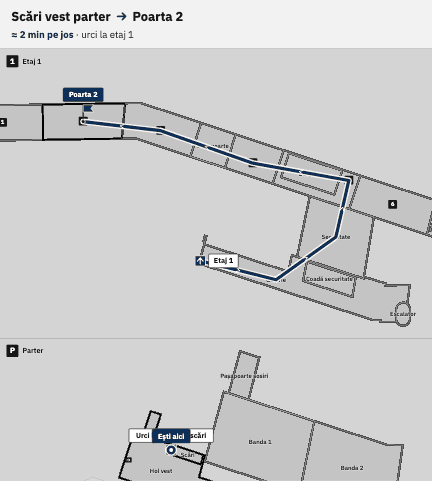 Scări vest parter → Poarta 2
≈ 2 min pe jos · urci la etaj 1
1 Etaj 1
Poarta 2
1
6
Securitate
Etaj 1
Coadă securitate
Escalator
P Parter
Pașapoarte sosiri
Urci
Ești aici
scări
Scări
Banda 1
Hol vest
Banda 2